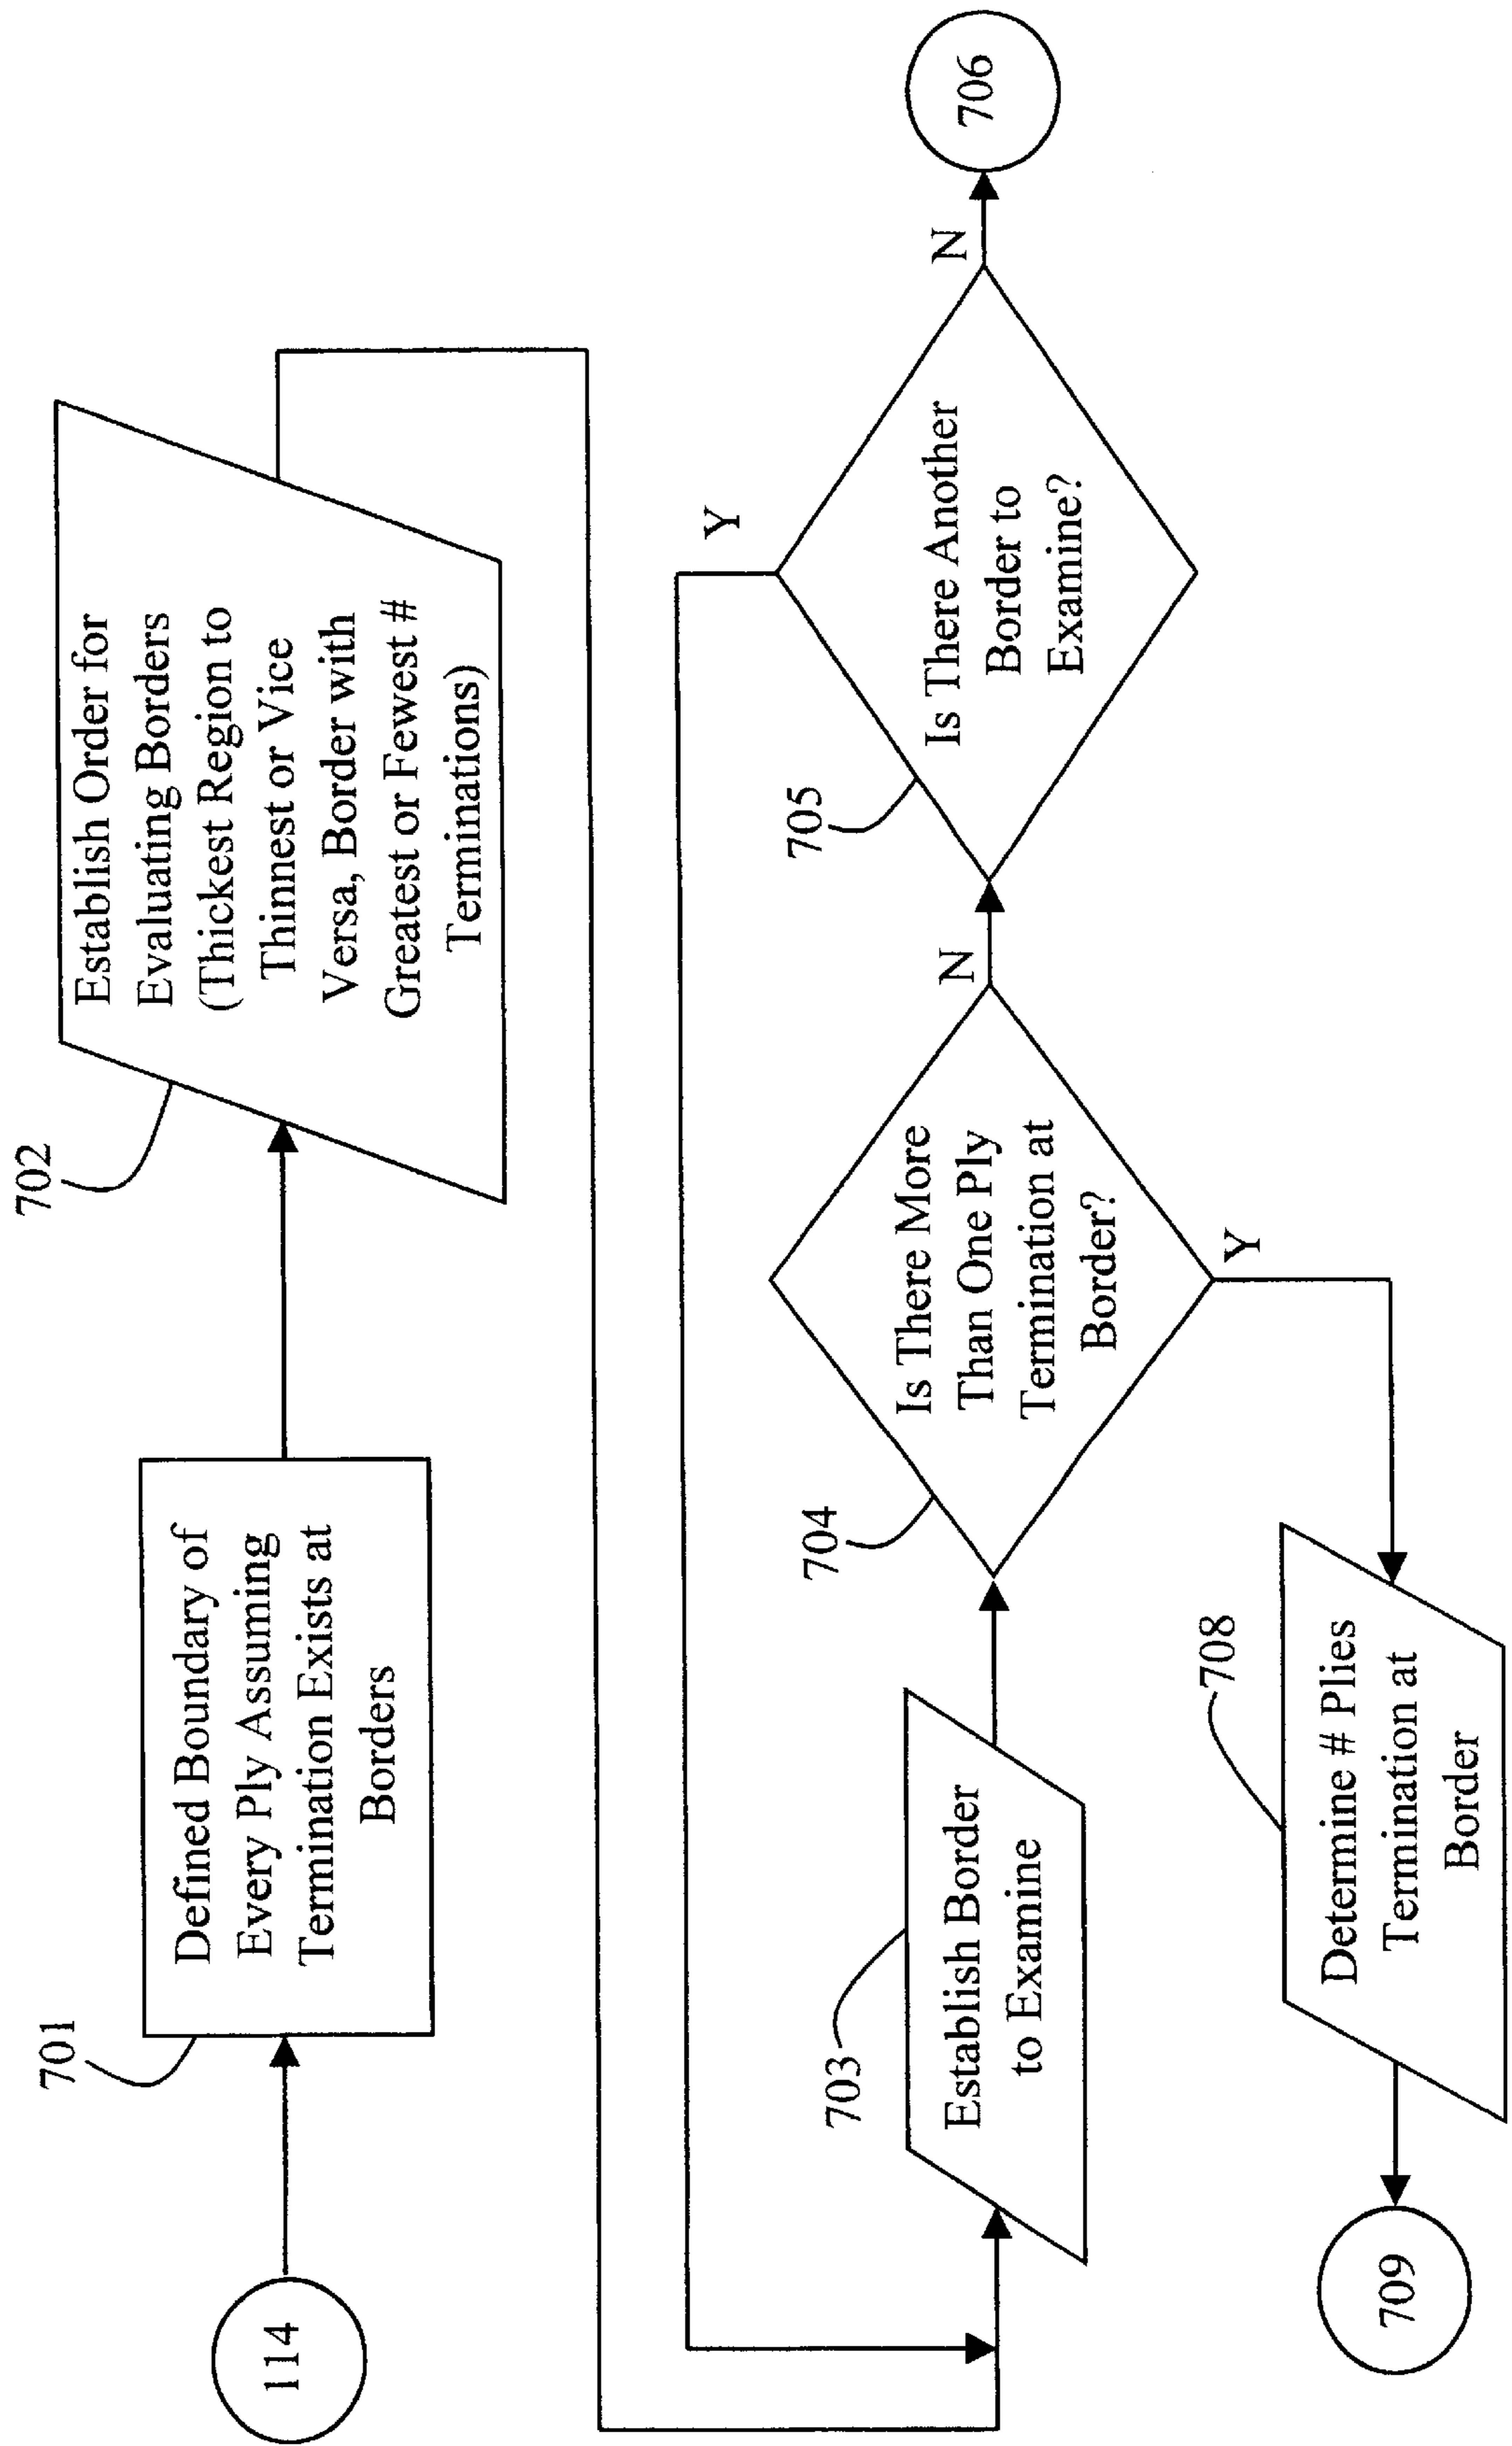 114
701
Defined Boundary of
Every Ply Assuming
Termination Exists at
Borders
702
Establish Order for
Evaluating Borders
(Thickest Region to
Thinnest or Vice
Versa, Border with
Greatest or Fewest #
Terminations)
703
Establish Border
to Examine
704
Is There More
Than One Ply
Termination at
Border?
N
Y
705
Is There Another
Border to
Examine?
Y
N
706
708
Determine # Plies
Termination at
Border
709